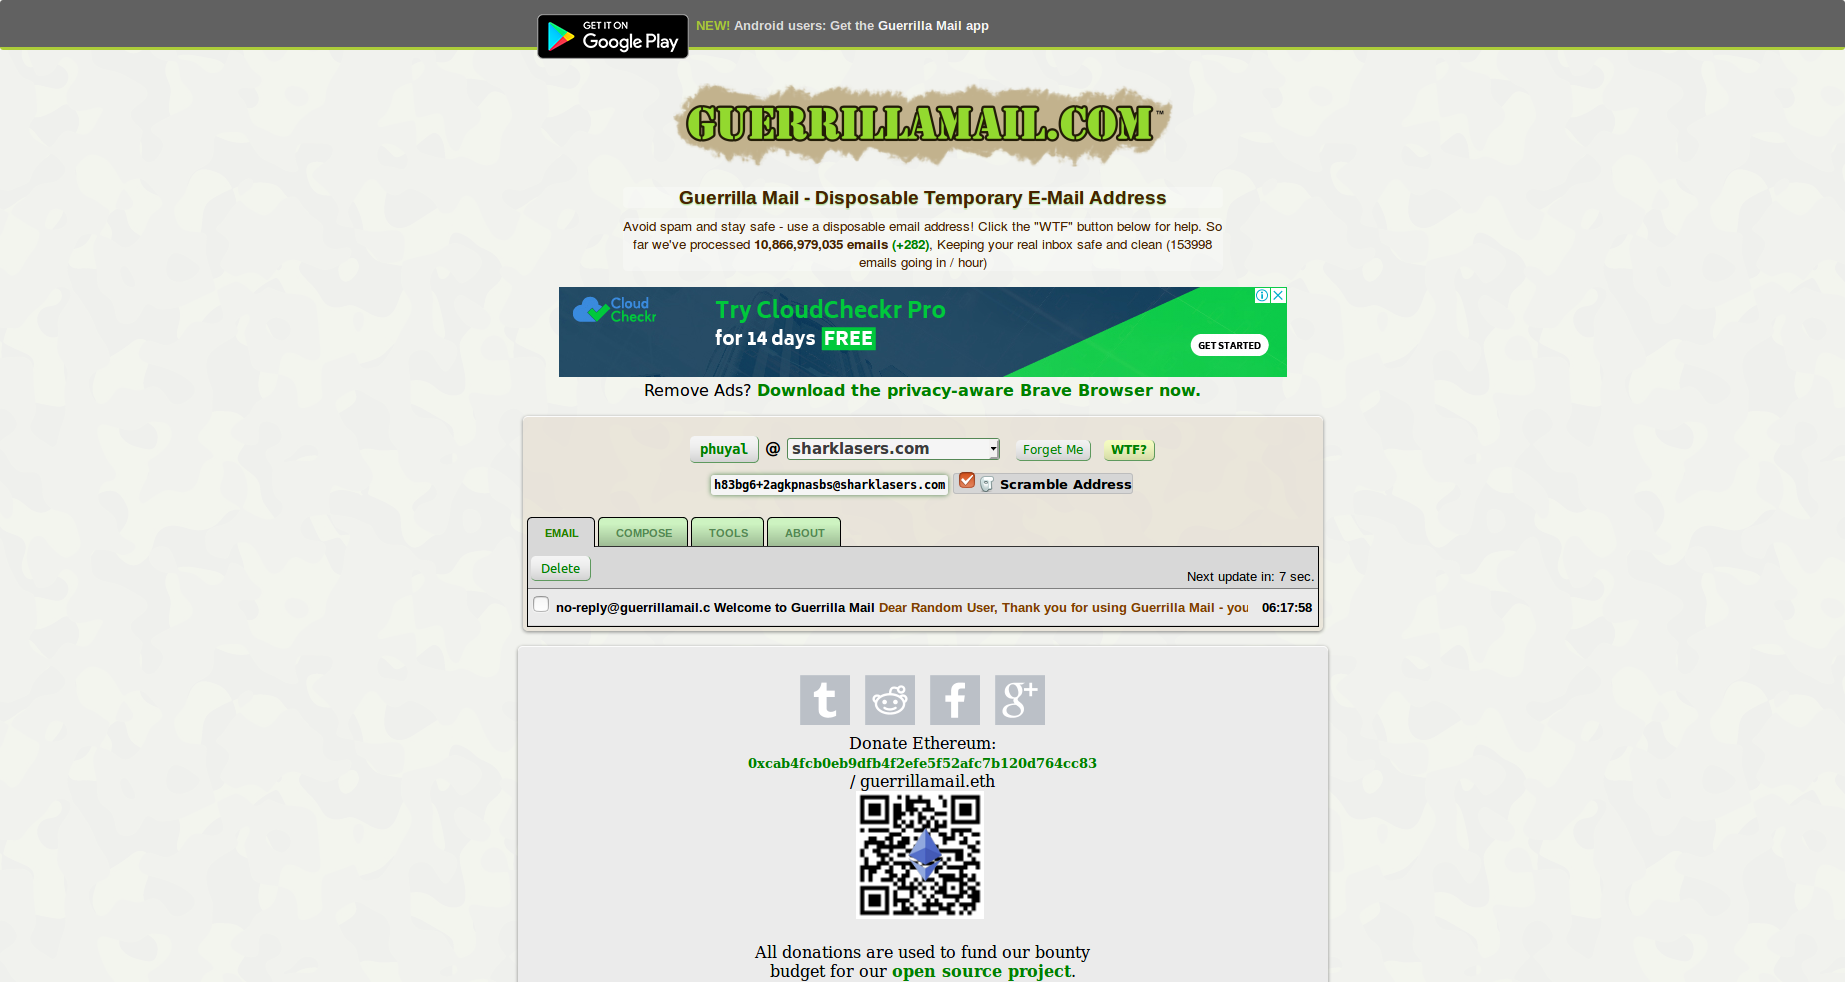 GET IT ON
Google Play
NEW! Android users: Get the Guerrilla Mail app
GUERRILLAMAIL.COM™
Guerrilla Mail - Disposable Temporary E-Mail Address
Avoid spam and stay safe - use a disposable email address! Click the "WTF" button below for help. So
far we've processed 10,866,979,035 emails (+282), Keeping your real inbox safe and clean (153998
emails going in / hour)
Cloud
Checkr
Try CloudCheckr Pro
for 14 days FREE
GET STARTED
Remove Ads? Download the privacy-aware Brave Browser now.
phuyal @ sharklasers.com Forget Me WTF?
h83bg6+2agkpnasbs@sharklasers.com Scramble Address
EMAIL COMPOSE TOOLS ABOUT
Delete
Next update in: 7 sec.
no-reply@guerrillamail.c Welcome to Guerrilla Mail Dear Random User, Thank you for using Guerrilla Mail - you 06:17:58
Donate Ethereum:
0xcab4fcb0eb9dfb4f2efe5f52afc7b120d764cc83
/ guerrillamail.eth
All donations are used to fund our bounty
budget for our open source project.